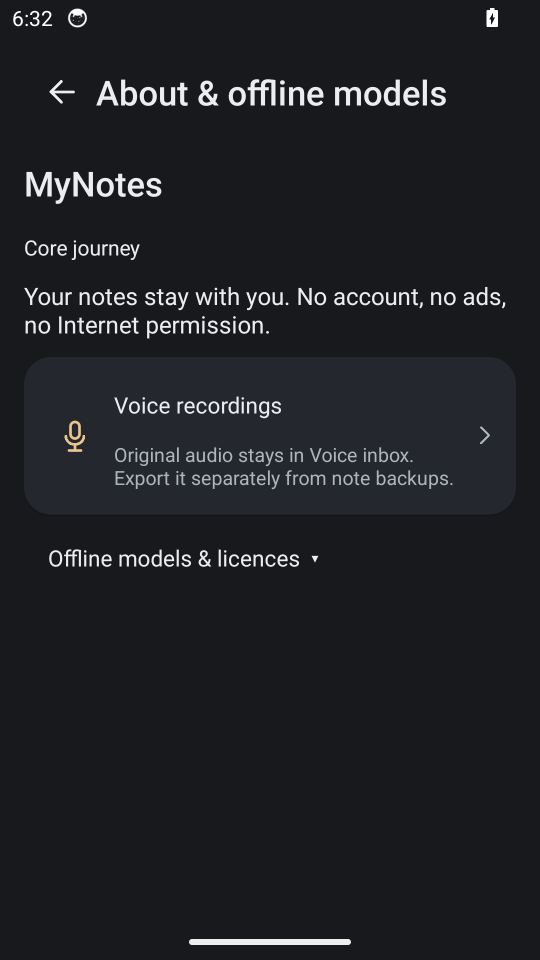 6:32
About & offline models
MyNotes
Core journey
Your notes stay with you. No account, no ads,
no Internet permission.
Voice recordings
Original audio stays in Voice inbox.
Export it separately from note backups.
Offline models & licences ▾